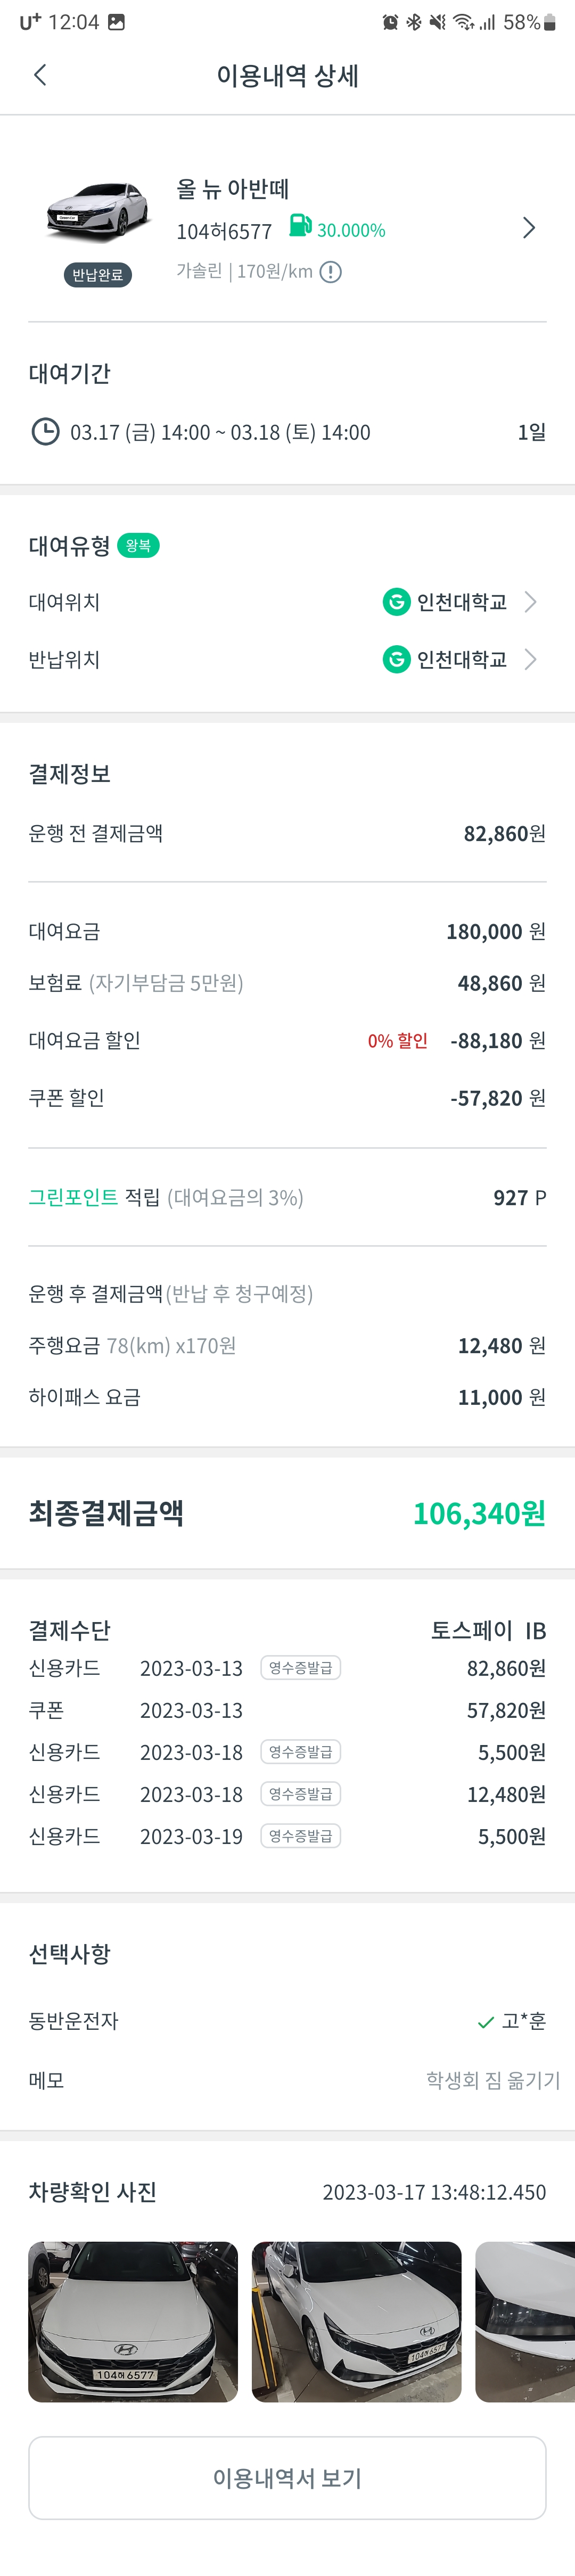 U+ 12:04 58%
이용내역 상세
올 뉴 아반떼
104허6577 30.000%
반납완료
가솔린 | 170원/km
대여기간
03.17 (금) 14:00 ~ 03.18 (토) 14:00 1일
대여유형 왕복
대여위치 G 인천대학교
반납위치 G 인천대학교
결제정보
운행 전 결제금액 82,860원
대여요금 180,000 원
보험료 (자기부담금 5만원) 48,860 원
대여요금 할인 0% 할인 -88,180 원
쿠폰 할인 -57,820 원
그린포인트 적립 (대여요금의 3%) 927 P
운행 후 결제금액(반납 후 청구예정)
주행요금 78(km) x170원 12,480 원
하이패스 요금 11,000 원
최종결제금액 106,340원
결제수단 토스페이 IB
신용카드 2023-03-13 영수증발급 82,860원
쿠폰 2023-03-13 57,820원
신용카드 2023-03-18 영수증발급 5,500원
신용카드 2023-03-18 영수증발급 12,480원
신용카드 2023-03-19 영수증발급 5,500원
선택사항
동반운전자 고*훈
메모 학생회 짐 옮기기
차량확인 사진 2023-03-17 13:48:12.450
104허 6577
104허 6577
이용내역서 보기